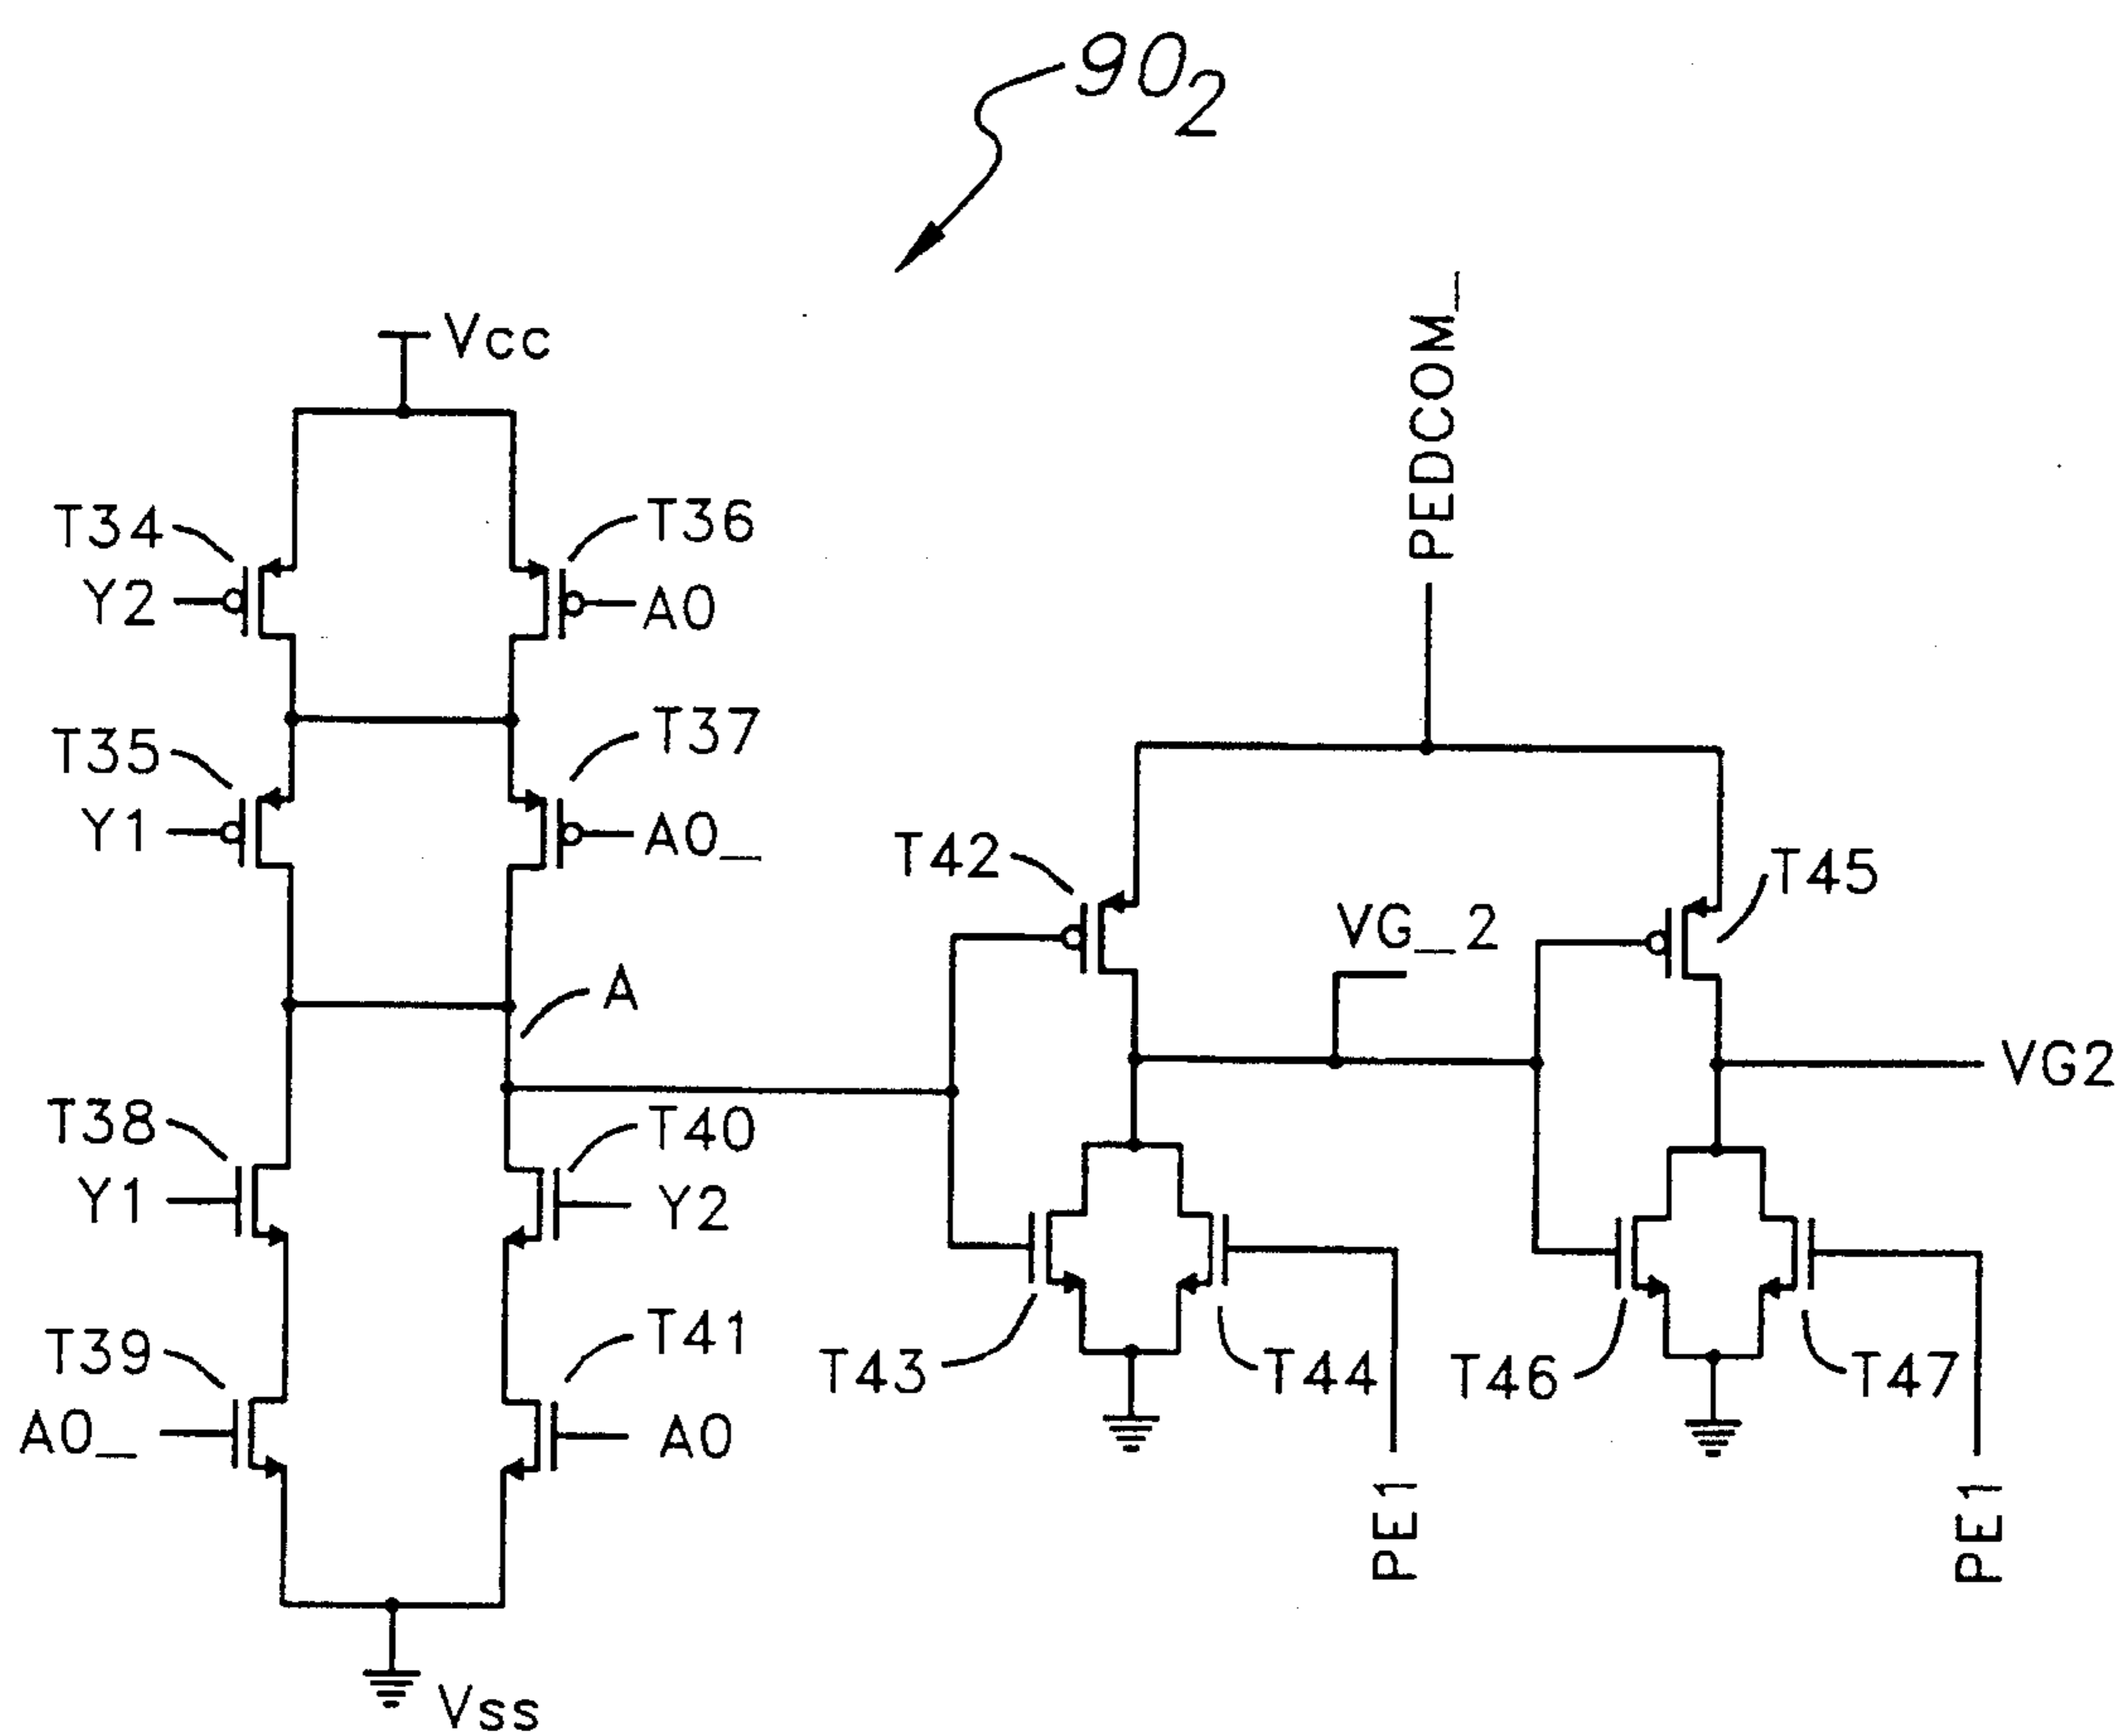 90₂
Vcc
PEDCOM_
T34
T36
Y2
A0
T35
T37
Y1
A0_
T42
T45
VG_2
A
VG2
T38
T40
Y1
Y2
T39
T41
T43
T44
T46
T47
A0_
A0
PE1
PE1
Vss